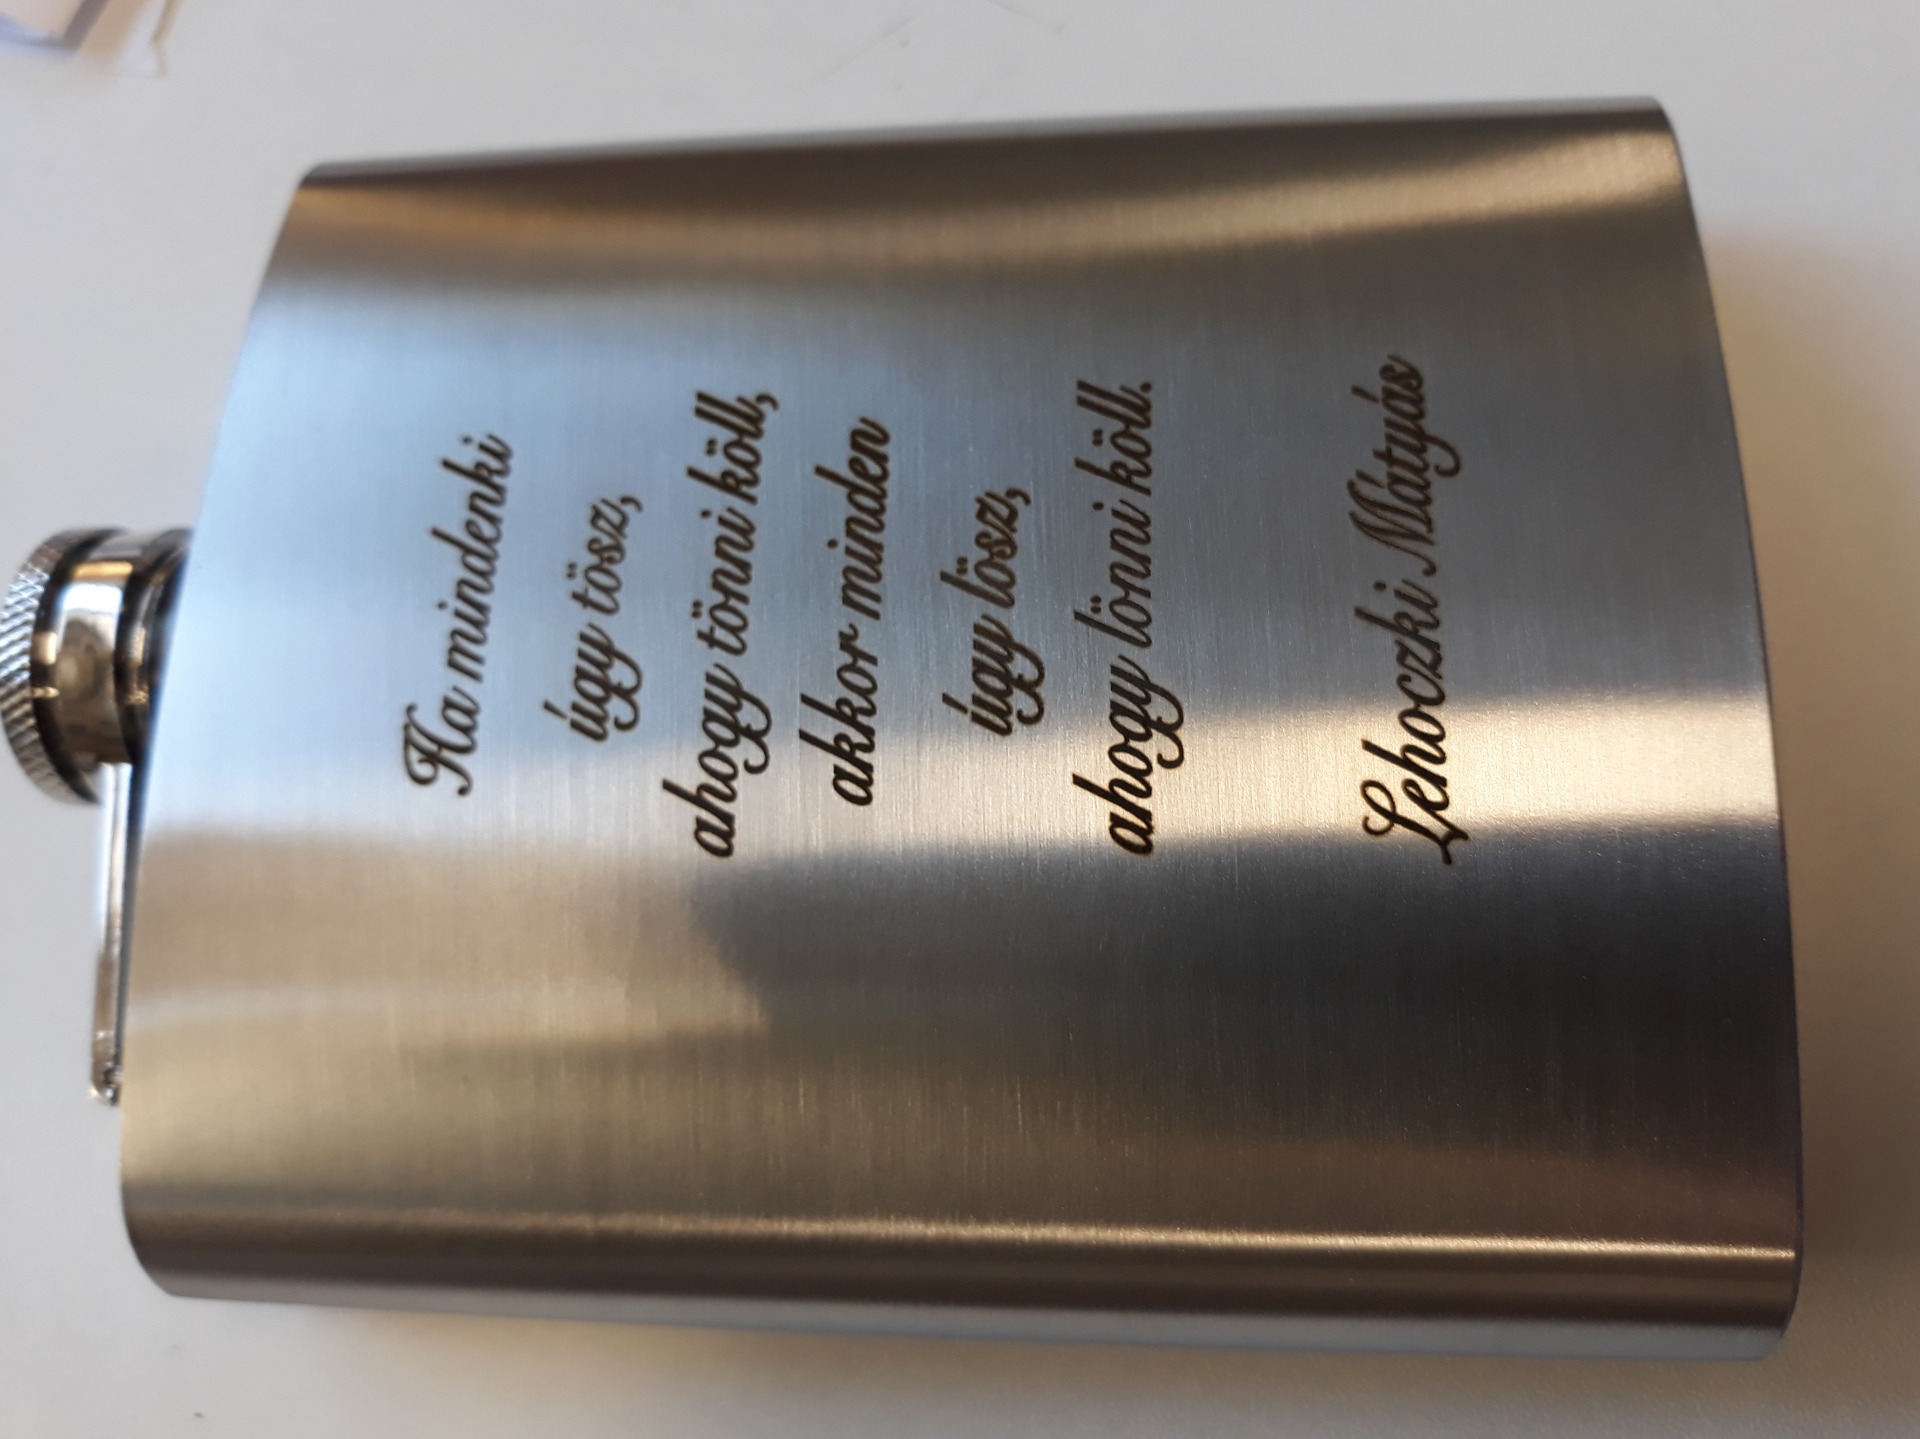 Ha mindenki
úgy tösz,
ahogy tönni köll,
akkor minden
úgy lösz,
ahogy lönni köll.
Lehoczki Mátyás